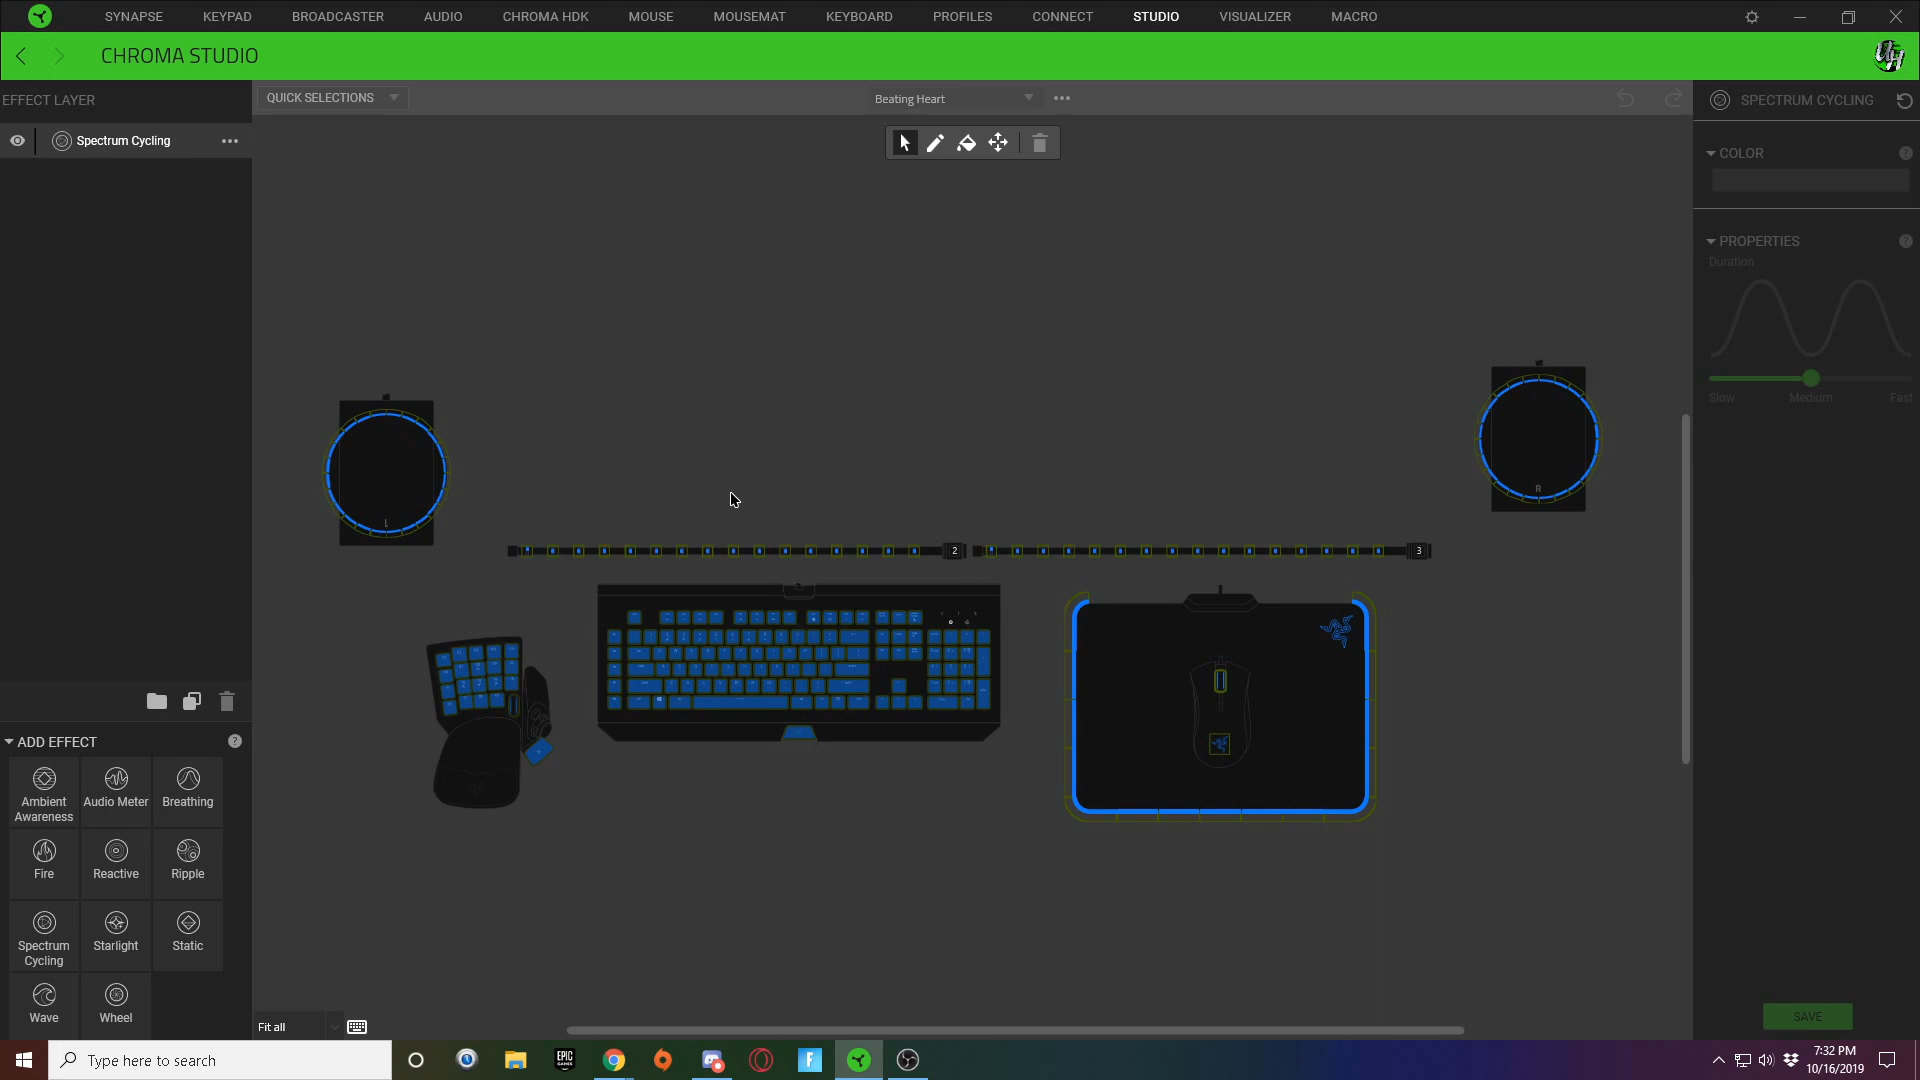 SYNAPSE KEYPAD BROADCASTER AUDIO CHROMA HDK MOUSE MOUSEMAT KEYBOARD PROFILES CONNECT STUDIO VISUALIZER MACRO
CHROMA STUDIO
EFFECT LAYER
QUICK SELECTIONS
Beating Heart
SPECTRUM CYCLING
Spectrum Cycling
COLOR
PROPERTIES
Duration
Slow Medium Fast
L
R
2
3
ADD EFFECT
Ambient Awareness
Audio Meter
Breathing
Fire
Reactive
Ripple
Spectrum Cycling
Starlight
Static
Wave
Wheel
Fit all
SAVE
Type here to search
EPIC GAMES
7:32 PM
10/16/2019